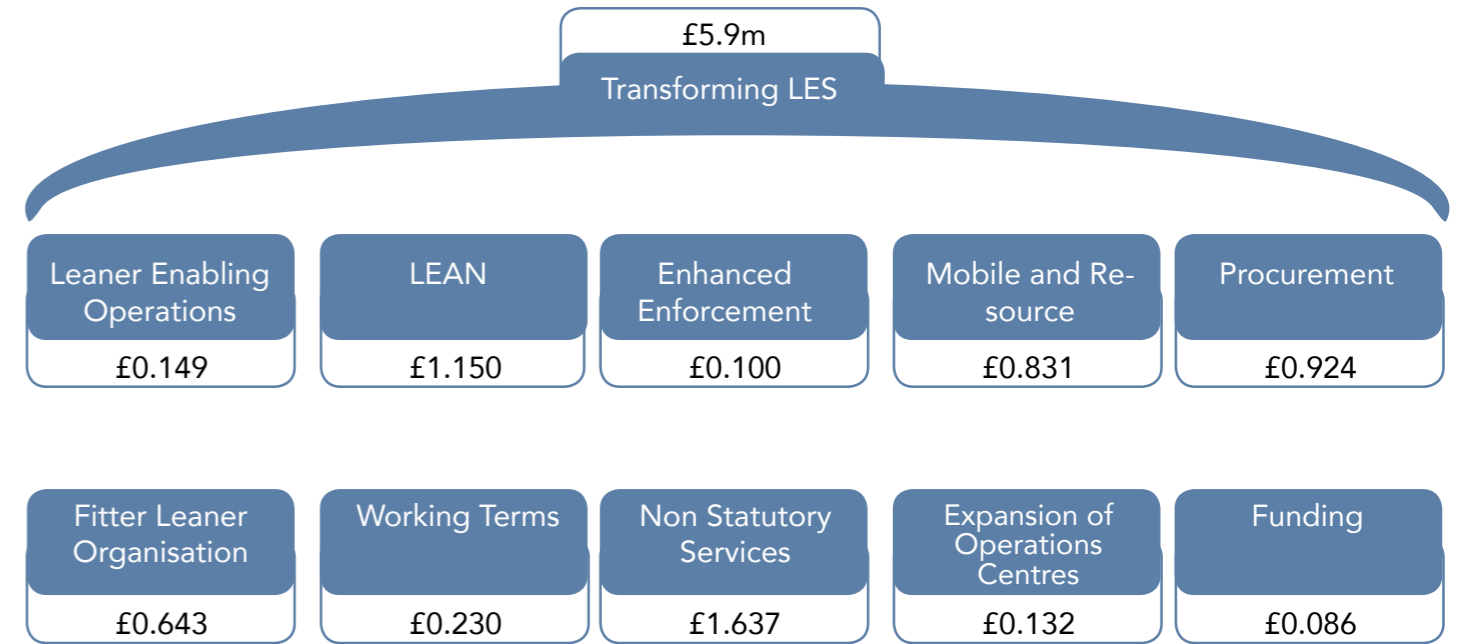 £5.9m
Transforming LES
Leaner Enabling
Operations
£0.149
LEAN
£1.150
Enhanced
Enforcement
£0.100
Mobile and Re-
source
£0.831
Procurement
£0.924
Fitter Leaner
Organisation
£0.643
Working Terms
£0.230
Non Statutory
Services
£1.637
Expansion of
Operations
Centres
£0.132
Funding
£0.086